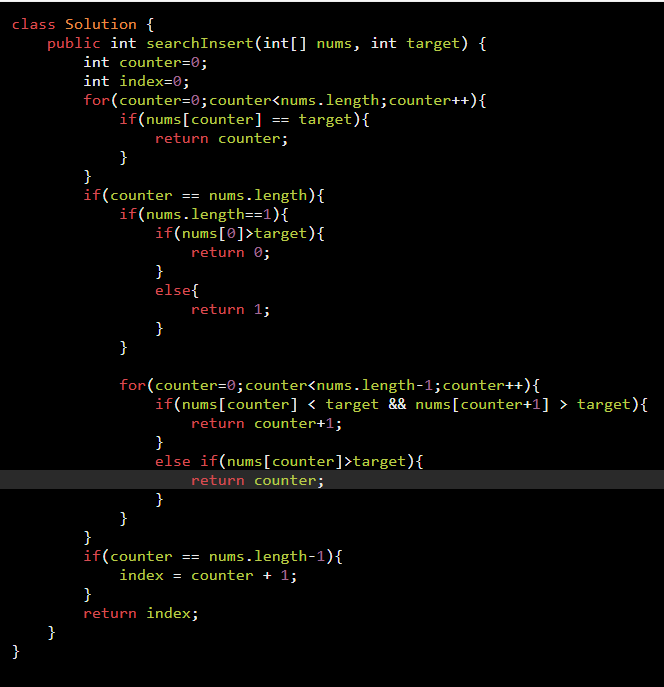 class Solution {
    public int searchInsert(int[] nums, int target) {
        int counter=0;
        int index=0;
        for(counter=0;counter<nums.length;counter++){
            if(nums[counter] == target){
                return counter;
            }
        }
        if(counter == nums.length){
            if(nums.length==1){
                if(nums[0]>target){
                    return 0;
                }
                else{
                    return 1;
                }
            }

            for(counter=0;counter<nums.length-1;counter++){
                if(nums[counter] < target && nums[counter+1] > target){
                    return counter+1;
                }
                else if(nums[counter]>target){
                    return counter;
                }
            }
        }
        if(counter == nums.length-1){
            index = counter + 1;
        }
        return index;
    }
}